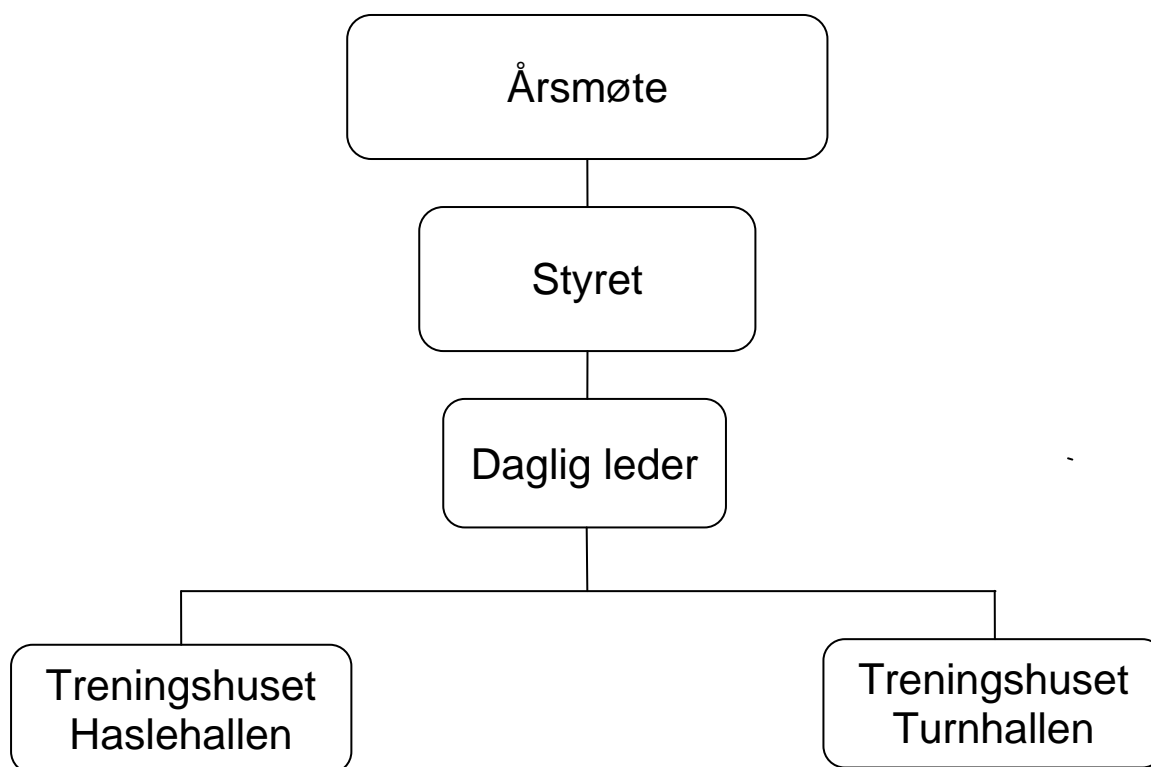 Årsmøte
Styret
Daglig leder
Treningshuset
Haslehallen
Treningshuset
Turnhallen